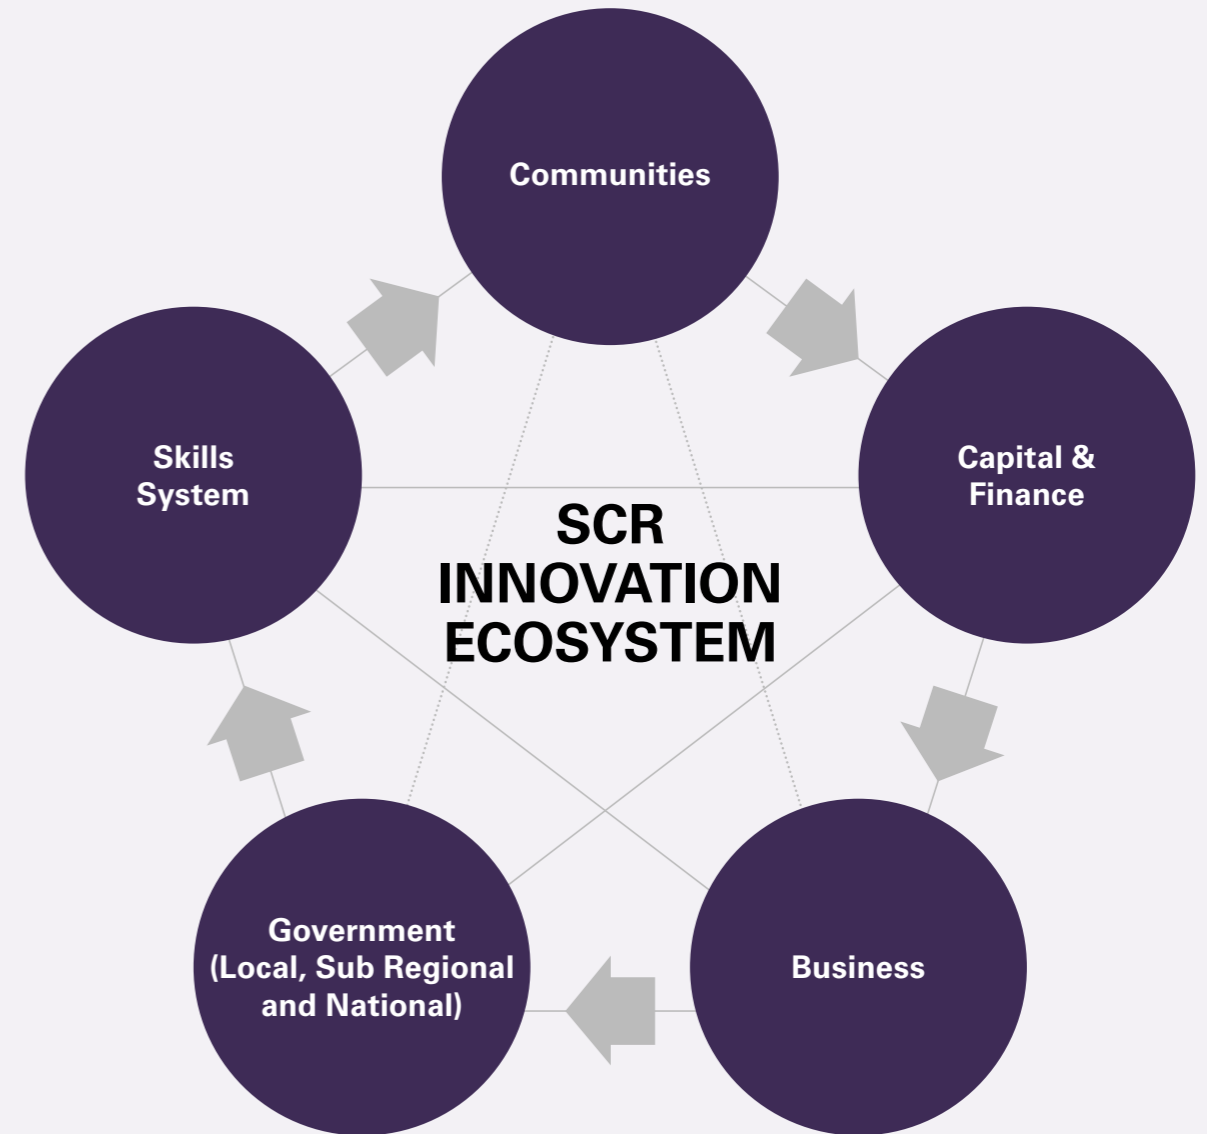 Communities
Skills
System
Capital &
Finance
SCR
INNOVATION
ECOSYSTEM
Government
(Local, Sub Regional
and National)
Business